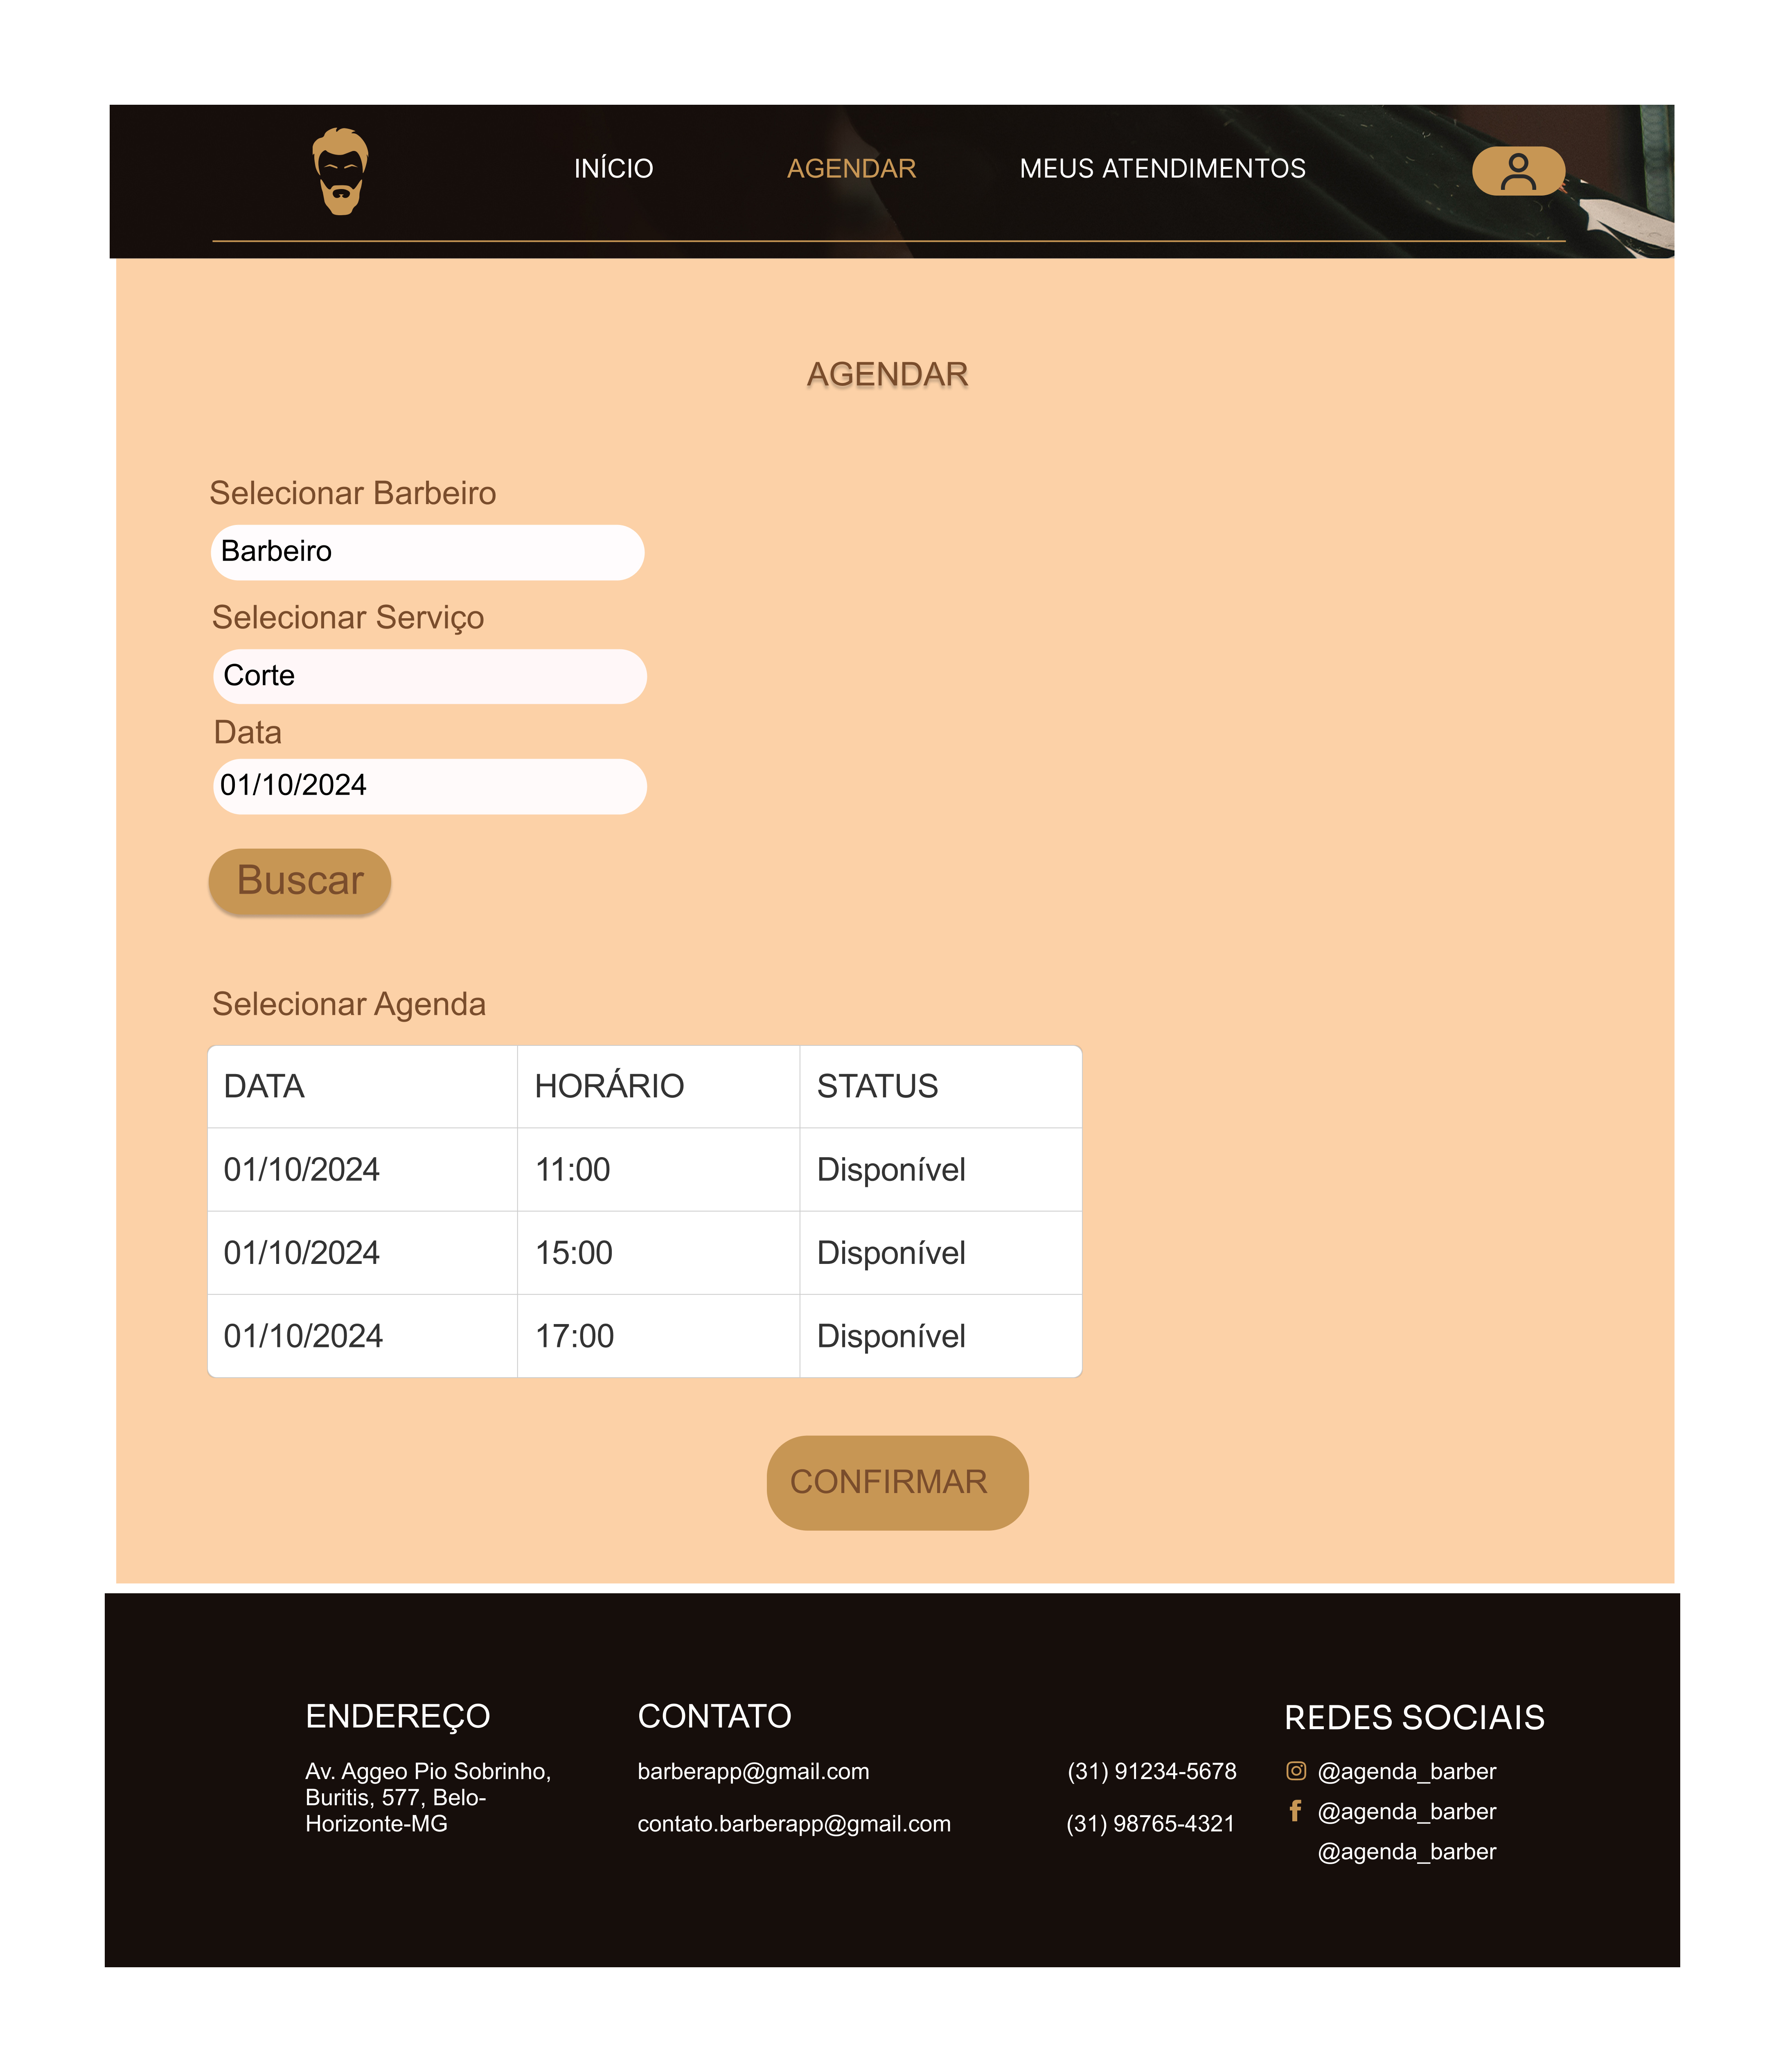 INÍCIO AGENDAR MEUS ATENDIMENTOS
AGENDAR
Selecionar Barbeiro
Barbeiro
Selecionar Serviço
Corte
Data
01/10/2024
Buscar
Selecionar Agenda
DATA HORÁRIO STATUS
01/10/2024 11:00 Disponível
01/10/2024 15:00 Disponível
01/10/2024 17:00 Disponível
CONFIRMAR
ENDEREÇO
Av. Aggeo Pio Sobrinho,
Buritis, 577, Belo-
Horizonte-MG
CONTATO
barberapp@gmail.com (31) 91234-5678
contato.barberapp@gmail.com (31) 98765-4321
REDES SOCIAIS
@agenda_barber
@agenda_barber
@agenda_barber